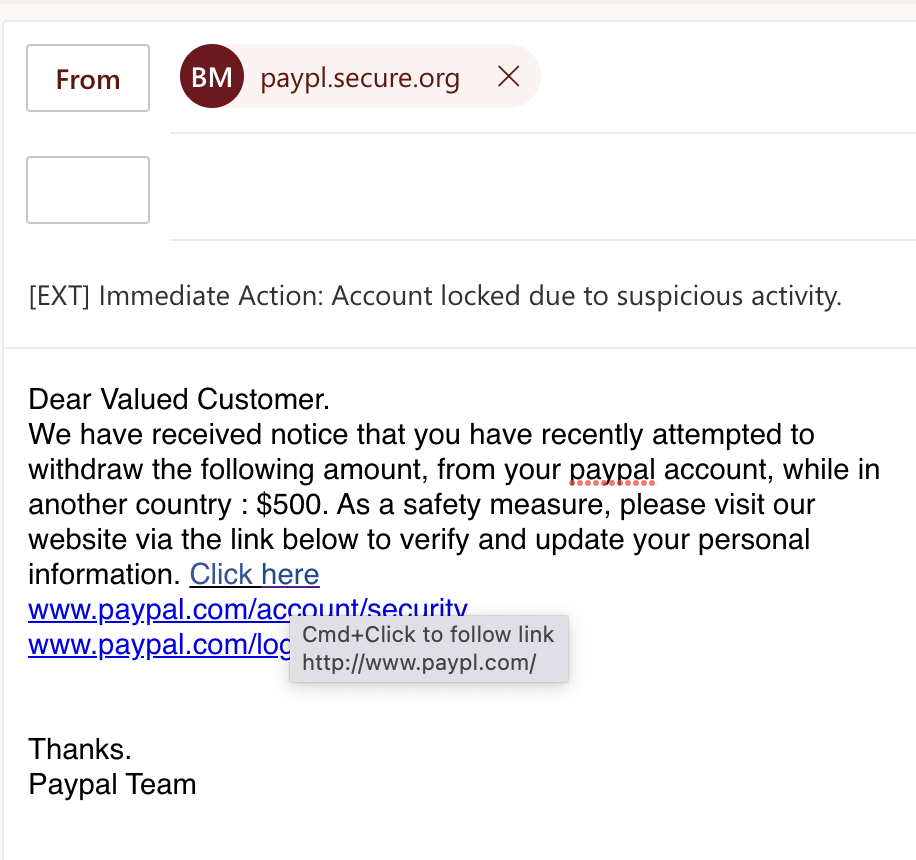 From
BM paypl.secure.org
[EXT] Immediate Action: Account locked due to suspicious activity.
Dear Valued Customer.
We have received notice that you have recently attempted to
withdraw the following amount, from your paypal account, while in
another country : $500. As a safety measure, please visit our
website via the link below to verify and update your personal
information. Click here
www.paypal.com/account/security
www.paypal.com/log
Cmd+Click to follow link
http://www.paypl.com/
Thanks.
Paypal Team